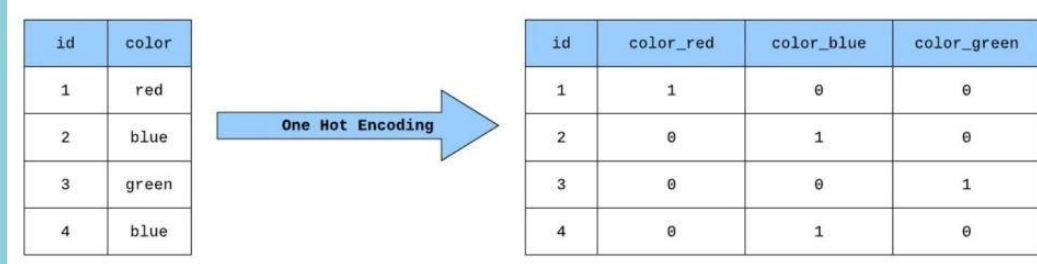 id color
1 red
2 blue
3 green
4 blue
One Hot Encoding
id color_red color_blue color_green
1 1 0 0
2 0 1 0
3 0 0 1
4 0 1 0